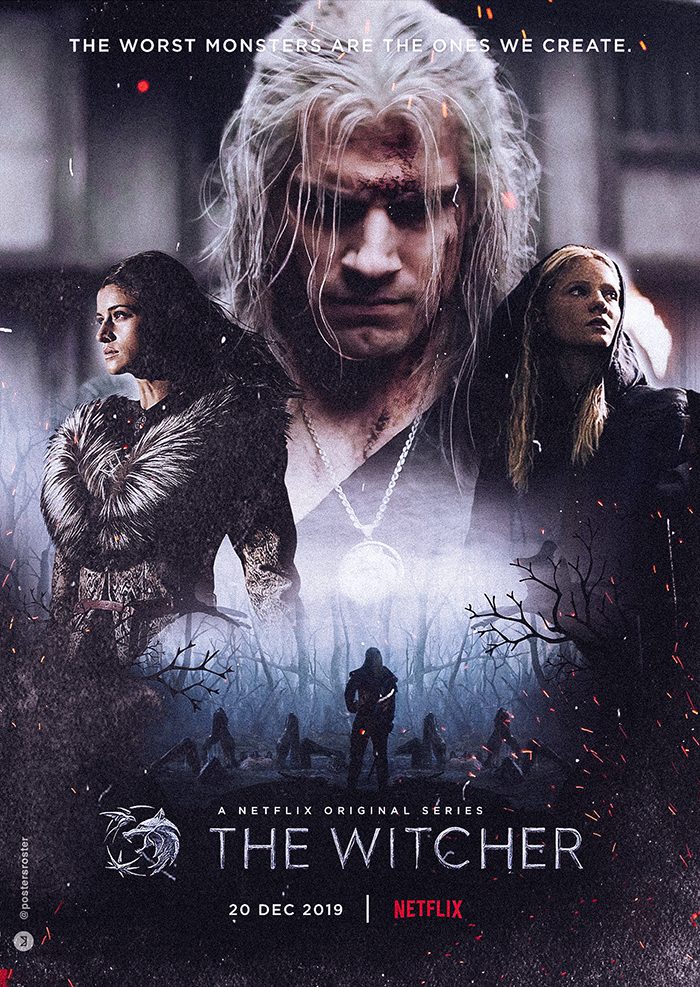 THE WORST MONSTERS ARE THE ONES WE CREATE.
A NETFLIX ORIGINAL SERIES
THE WITCHER
20 DEC 2019 | NETFLIX
@postersroster